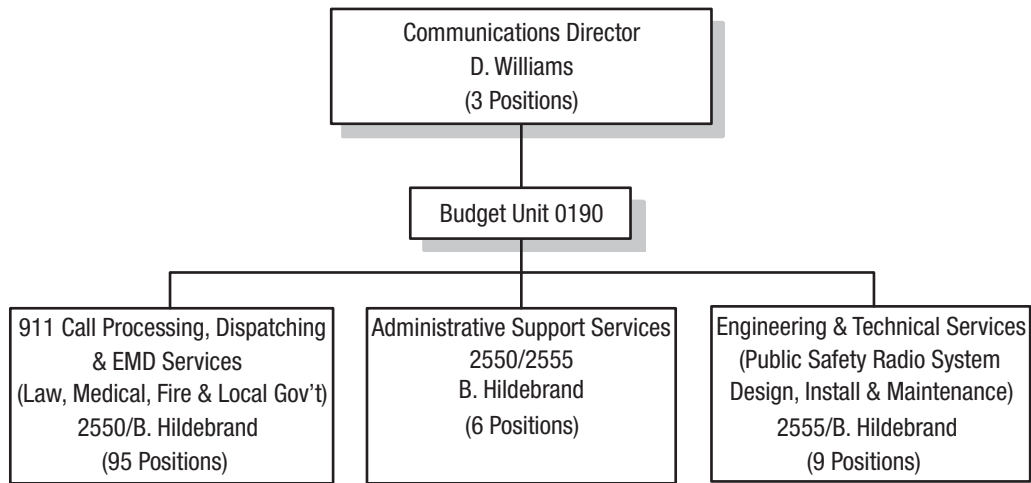 Communications Director
D. Williams
(3 Positions)
Budget Unit 0190
911 Call Processing, Dispatching
& EMD Services
(Law, Medical, Fire & Local Gov't)
2550/B. Hildebrand
(95 Positions)
Administrative Support Services
2550/2555
B. Hildebrand
(6 Positions)
Engineering & Technical Services
(Public Safety Radio System
Design, Install & Maintenance)
2555/B. Hildebrand
(9 Positions)